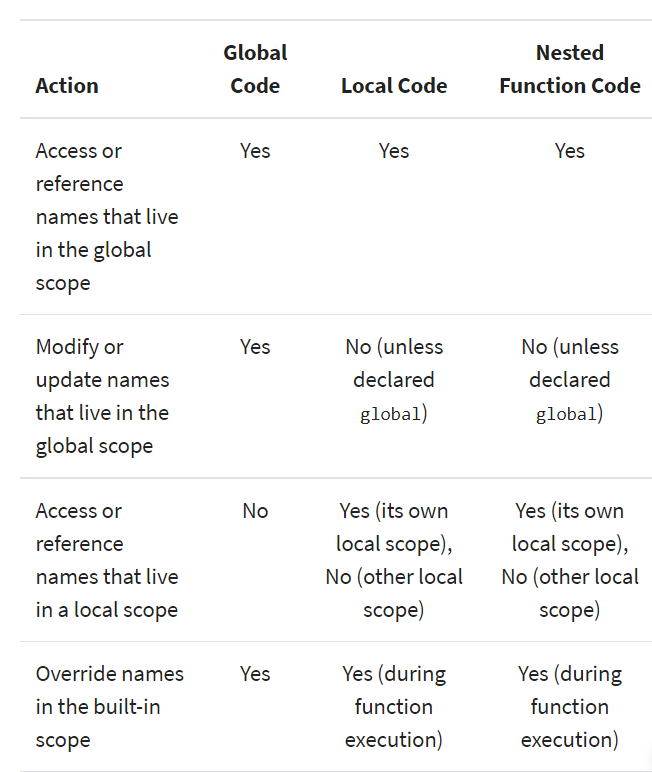 Action Global Code Local Code Nested Function Code
Access or reference names that live in the global scope Yes Yes Yes
Modify or update names that live in the global scope Yes No (unless declared global) No (unless declared global)
Access or reference names that live in a local scope No Yes (its own local scope), No (other local scope) Yes (its own local scope), No (other local scope)
Override names in the built-in scope Yes Yes (during function execution) Yes (during function execution)